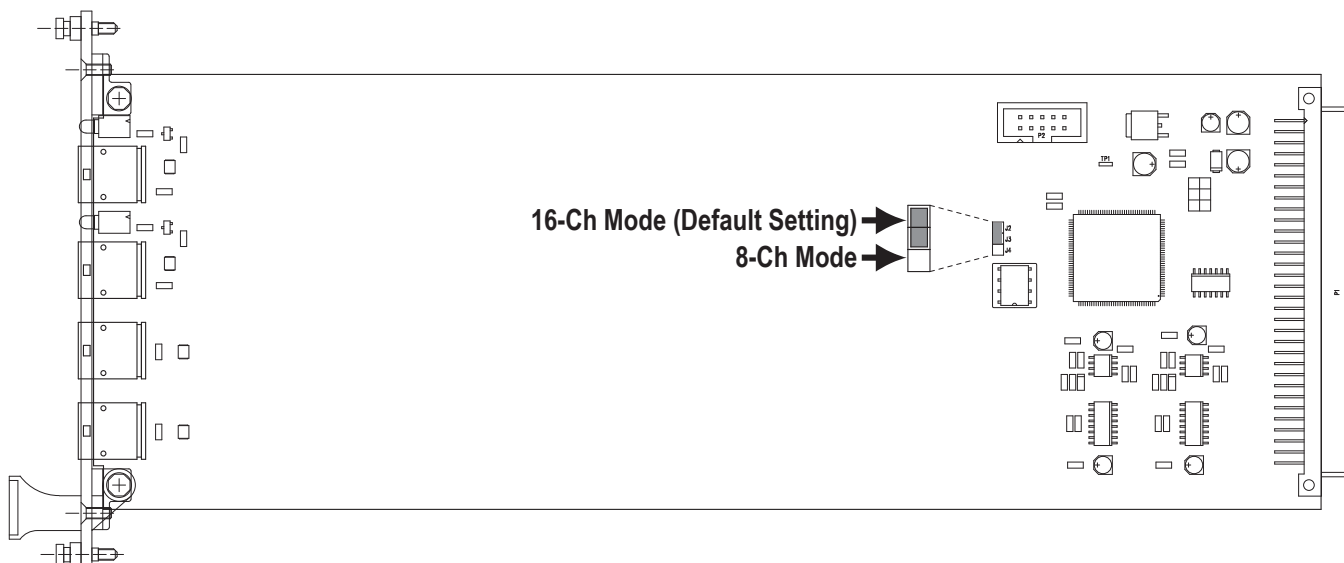 P2
TP1
16-Ch Mode (Default Setting)
J2
J3
8-Ch Mode
J4
P1